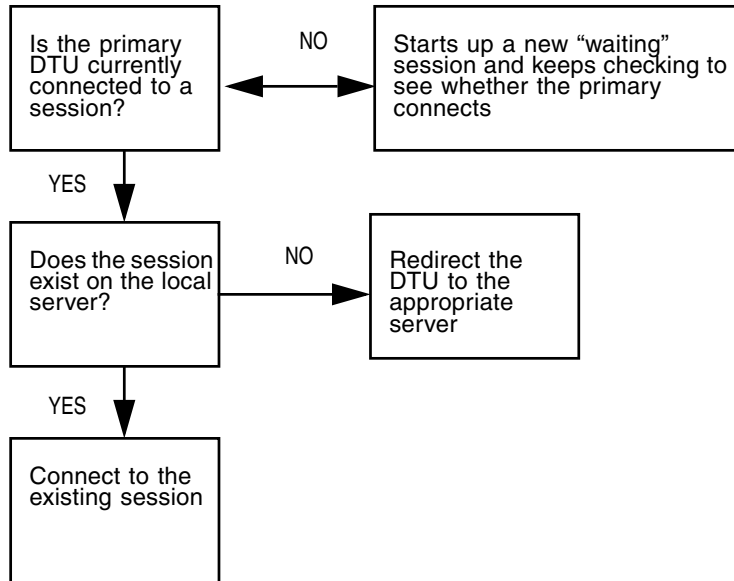 Is the primary
DTU currently
connected to a
session?
NO
Starts up a new “waiting”
session and keeps checking to
see whether the primary
connects
YES
Does the session
exist on the local
server?
NO
Redirect the
DTU to the
appropriate
server
YES
Connect to the
existing session